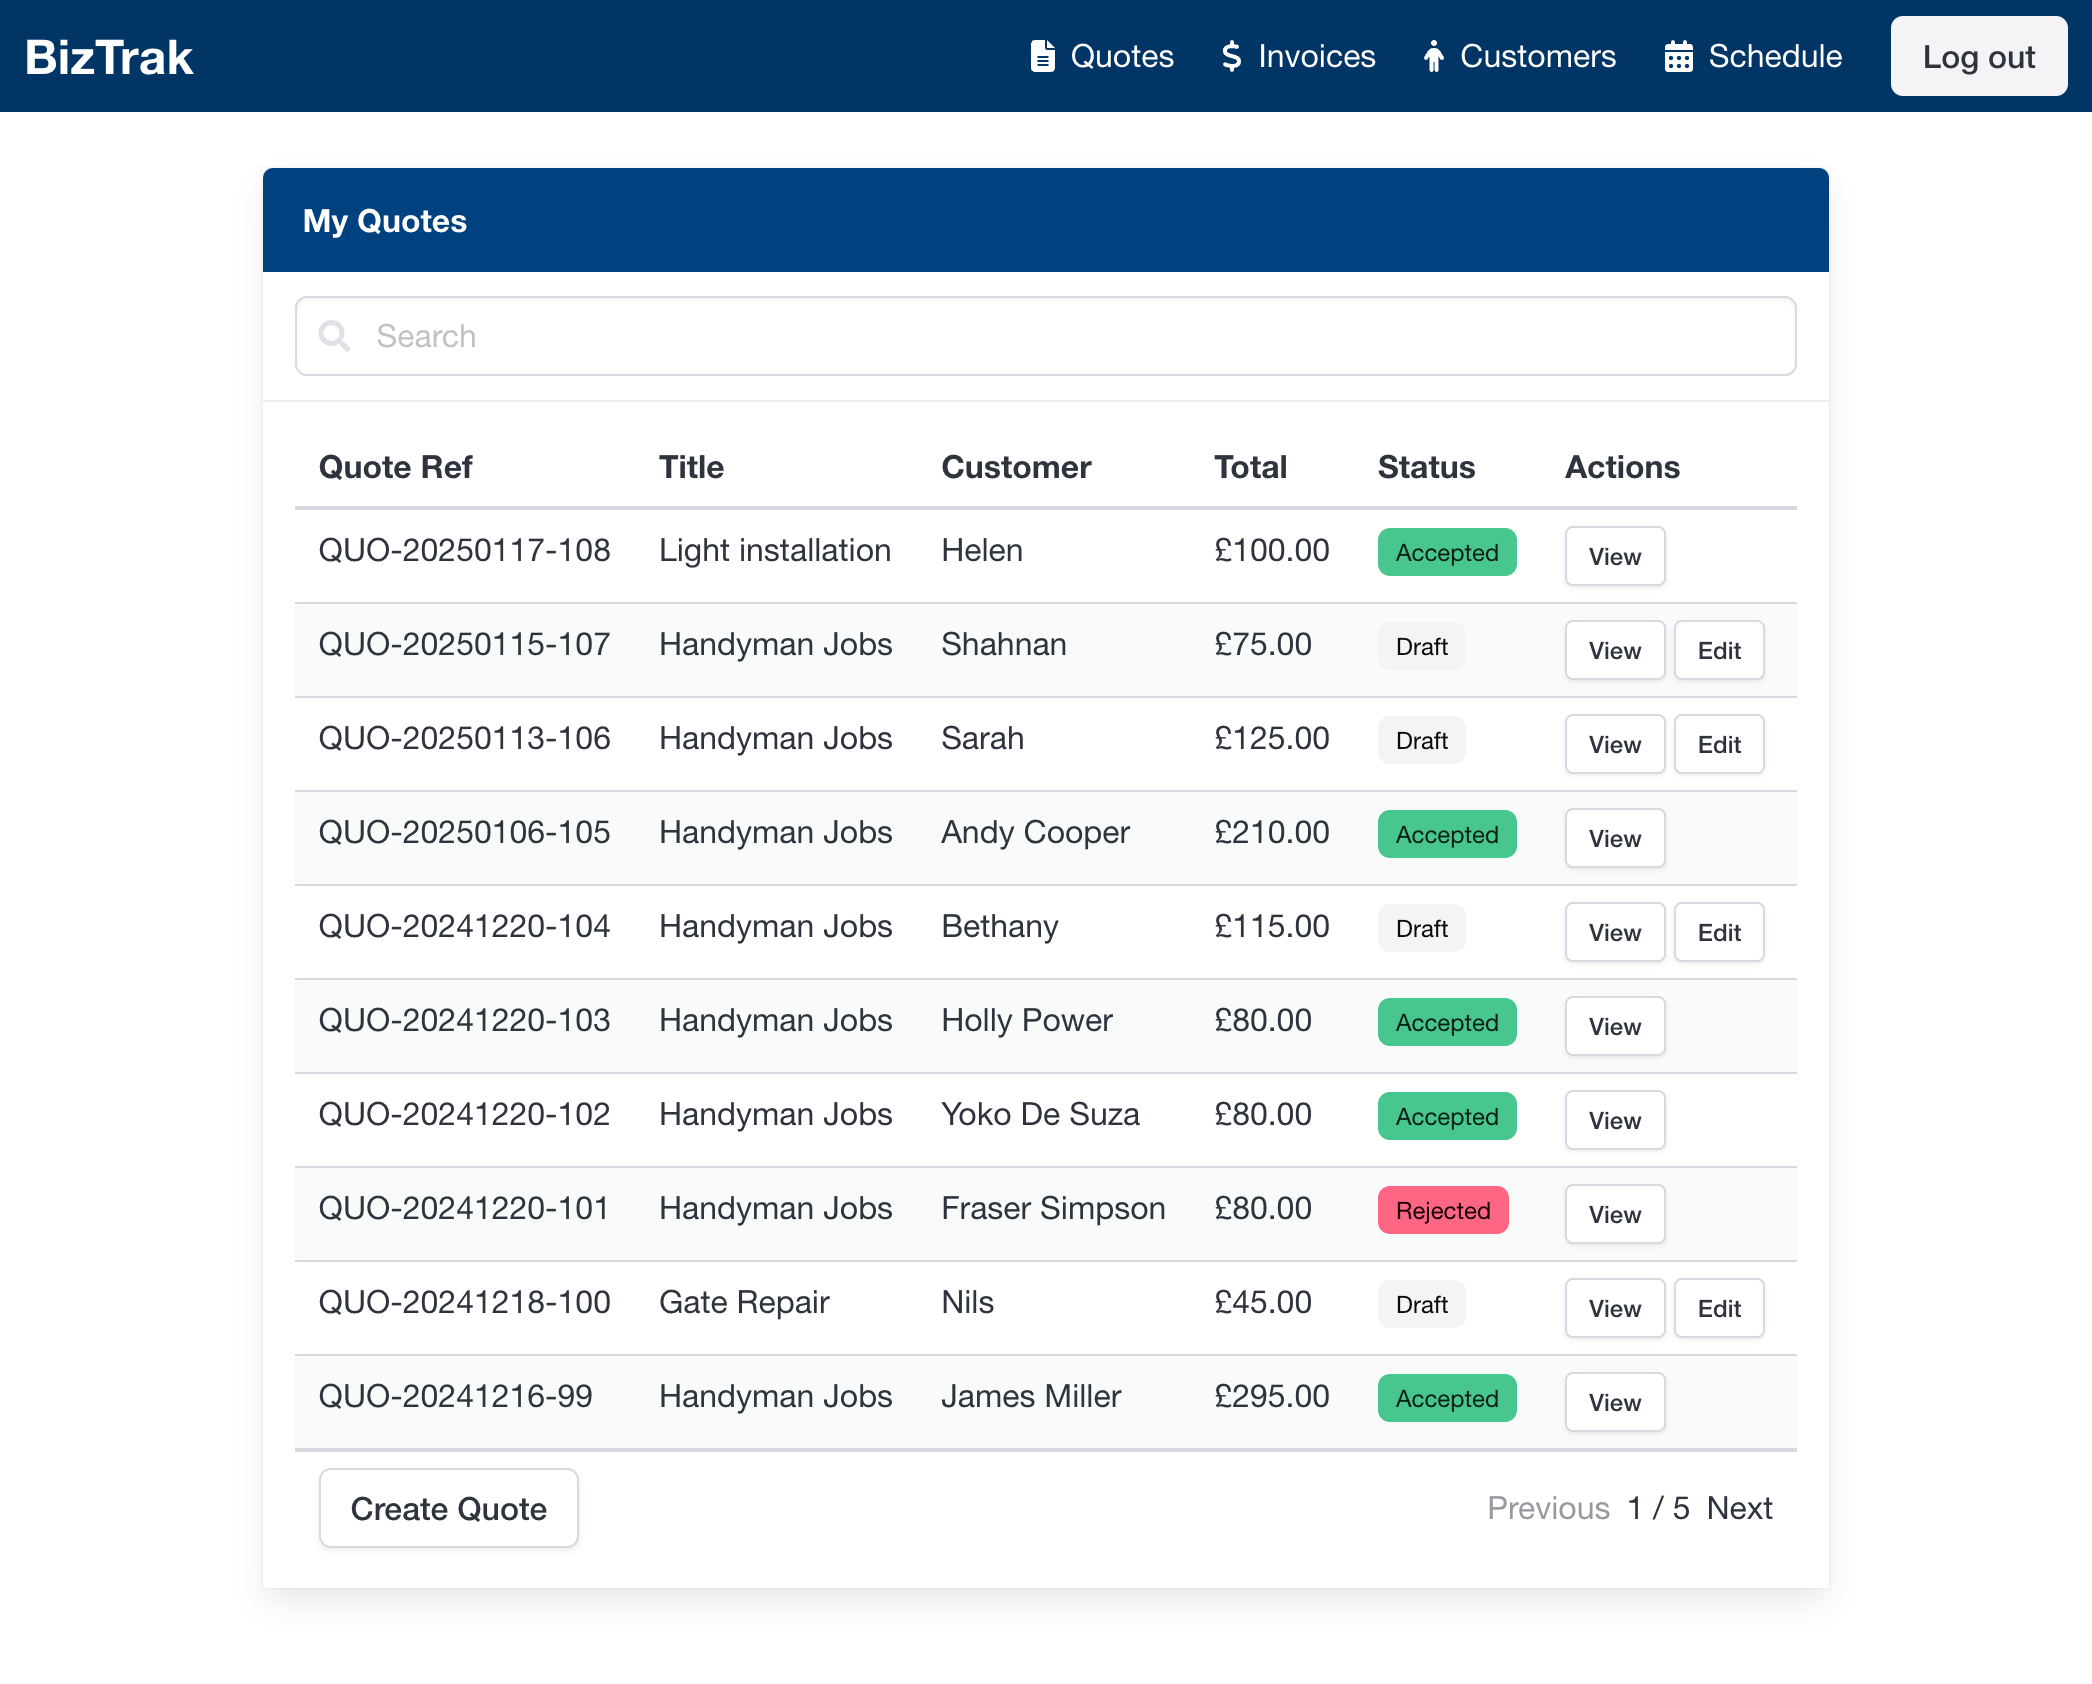 BizTrak Quotes Invoices Customers Schedule Log out
My Quotes
Search
Quote Ref Title Customer Total Status Actions
QUO-20250117-108 Light installation Helen £100.00 Accepted View
QUO-20250115-107 Handyman Jobs Shahnan £75.00 Draft View Edit
QUO-20250113-106 Handyman Jobs Sarah £125.00 Draft View Edit
QUO-20250106-105 Handyman Jobs Andy Cooper £210.00 Accepted View
QUO-20241220-104 Handyman Jobs Bethany £115.00 Draft View Edit
QUO-20241220-103 Handyman Jobs Holly Power £80.00 Accepted View
QUO-20241220-102 Handyman Jobs Yoko De Suza £80.00 Accepted View
QUO-20241220-101 Handyman Jobs Fraser Simpson £80.00 Rejected View
QUO-20241218-100 Gate Repair Nils £45.00 Draft View Edit
QUO-20241216-99 Handyman Jobs James Miller £295.00 Accepted View
Create Quote Previous 1 / 5 Next